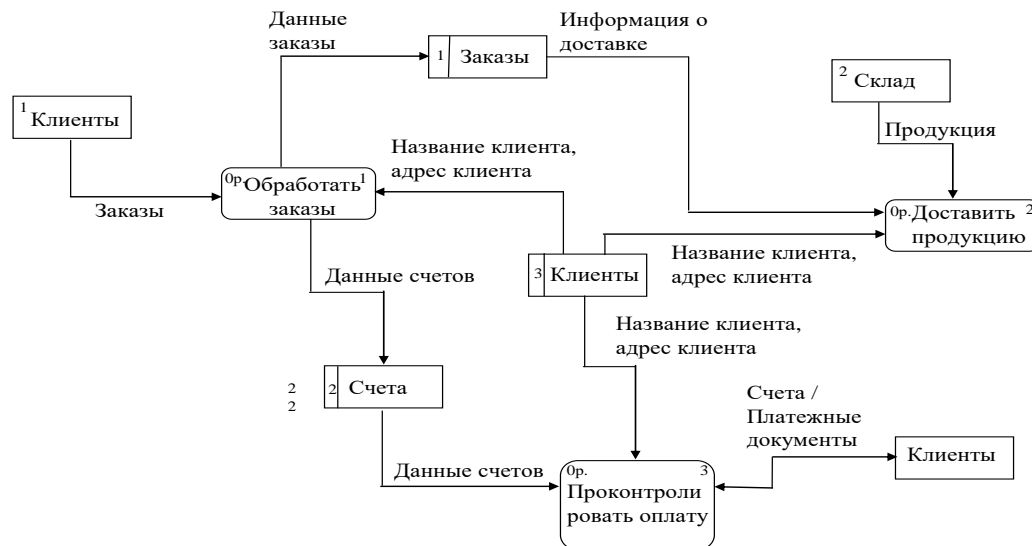 Данные
заказы
Информация о
доставке
1 Заказы
2 Склад
1 Клиенты
Продукция
Название клиента,
адрес клиента
0р. Обработать 1
заказы
Заказы
0р. Доставить 2
продукцию
Название клиента,
адрес клиента
Данные счетов
3 Клиенты
Название клиента,
адрес клиента
2 Счета
2
2
Счета /
Платежные
документы
Клиенты
Данные счетов
0р. 3
Проконтроли
ровать оплату